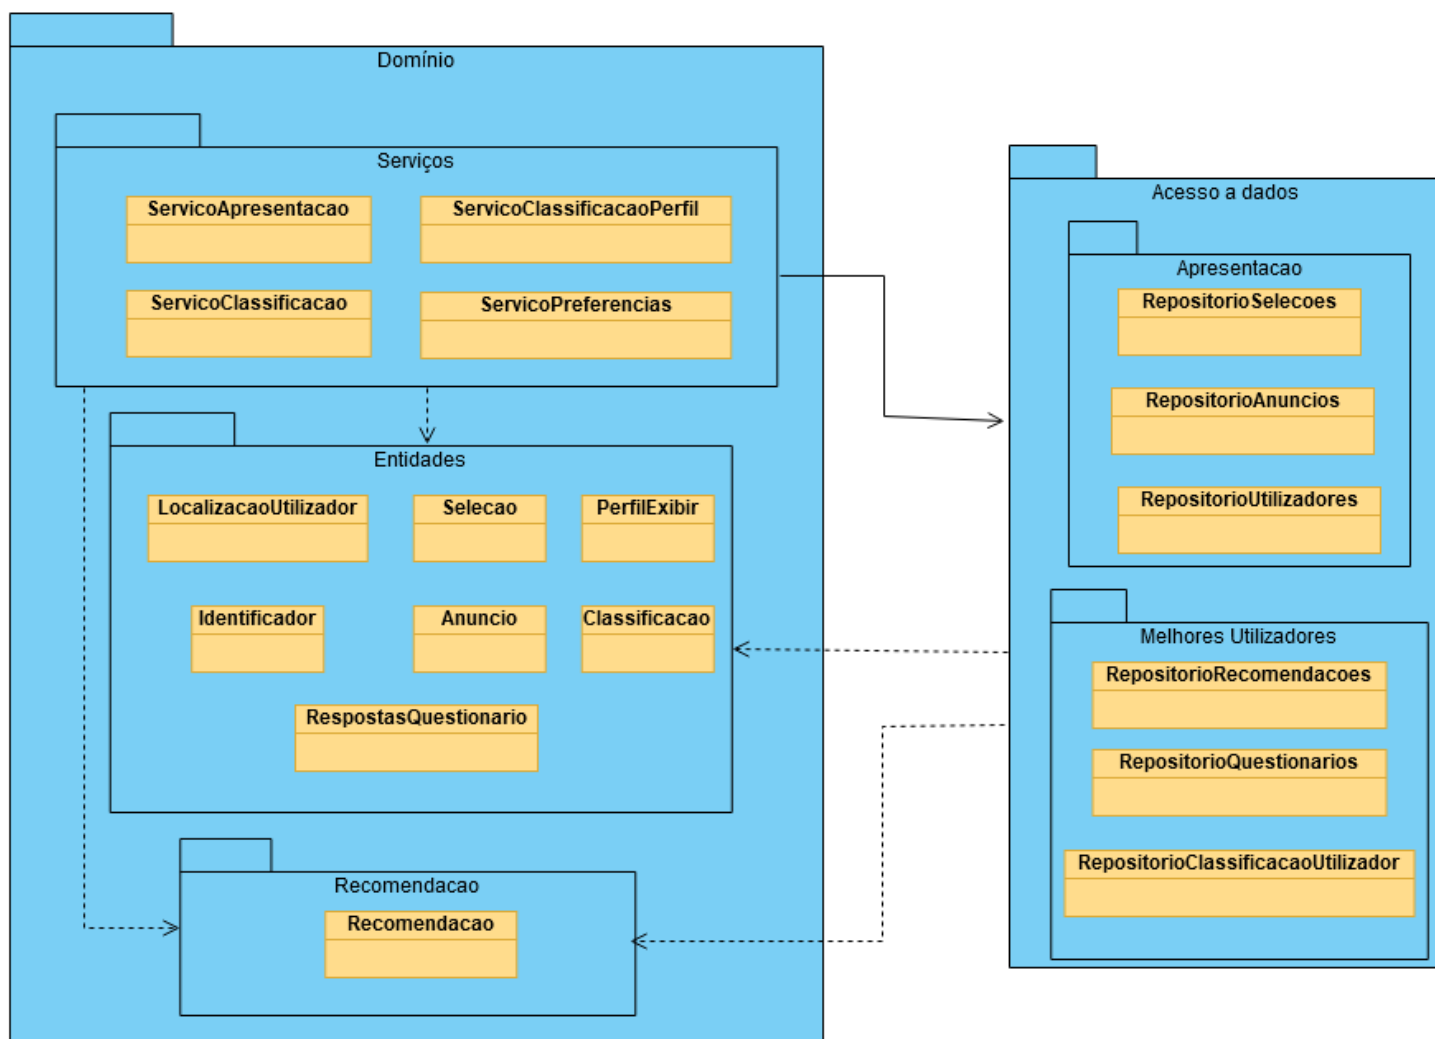 Domínio
Serviços
ServicoApresentacao
ServicoClassificacaoPerfil
ServicoClassificacao
ServicoPreferencias
Entidades
LocalizacaoUtilizador
Selecao
PerfilExibir
Identificador
Anuncio
Classificacao
RespostasQuestionario
Recomendacao
Recomendacao
Acesso a dados
Apresentacao
RepositorioSelecoes
RepositorioAnuncios
RepositorioUtilizadores
Melhores Utilizadores
RepositorioRecomendacoes
RepositorioQuestionarios
RepositorioClassificacaoUtilizador